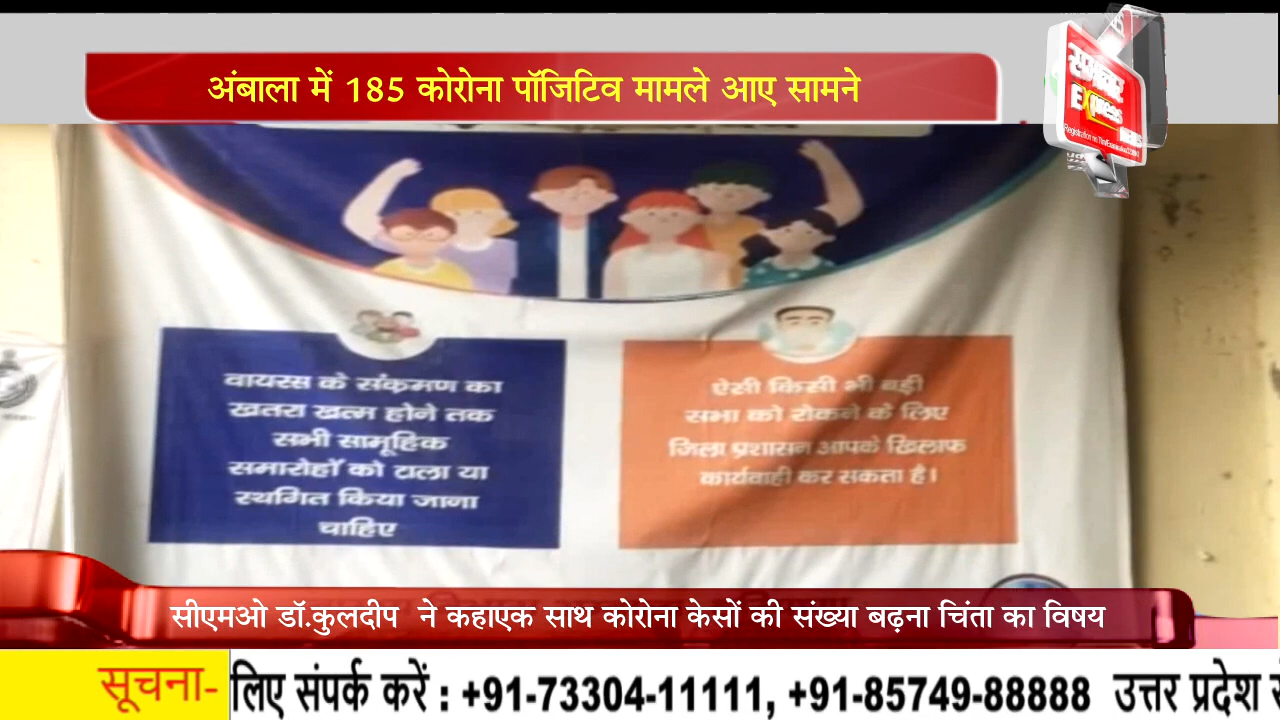 अंबाला में 185 कोरोना पॉजिटिव मामले आए सामने
Express
वायरस के संक्रमण का
खतरा खत्म होने तक
सभी सामूहिक
समारोहों को टाला या
स्थगित किया जाना
चाहिए
ऐसी किसी भी बड़ी
सभा को रोकने के लिए
जिला प्रशासन आपके खिलाफ
कार्यवाही कर सकता है।
सीएमओ डॉ.कुलदीप ने कहाएक साथ कोरोना केसों की संख्या बढ़ना चिंता का विषय
सूचना- लिए संपर्क करें : +91-73304-11111, +91-85749-88888 उत्तर प्रदेश